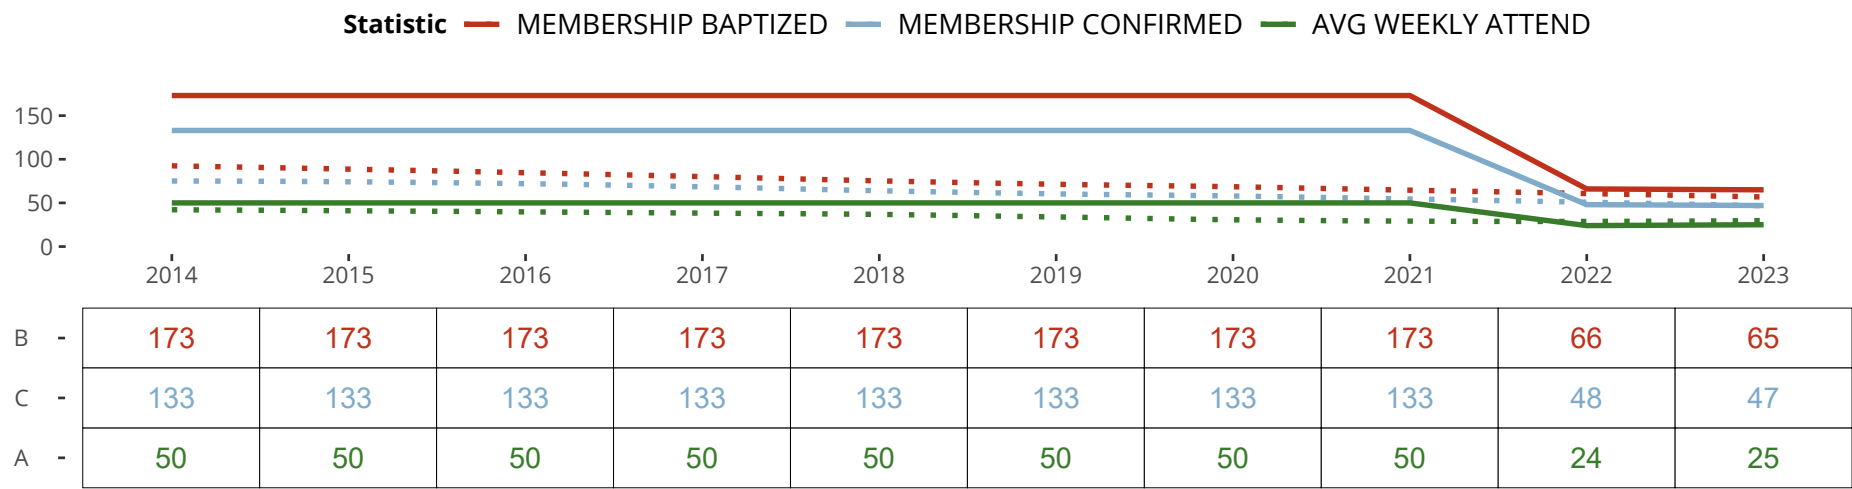 Statistic MEMBERSHIP BAPTIZED MEMBERSHIP CONFIRMED AVG WEEKLY ATTEND
150
100
50
0
2014 2015 2016 2017 2018 2019 2020 2021 2022 2023
B 173 173 173 173 173 173 173 173 66 65
C 133 133 133 133 133 133 133 133 48 47
A 50 50 50 50 50 50 50 50 24 25